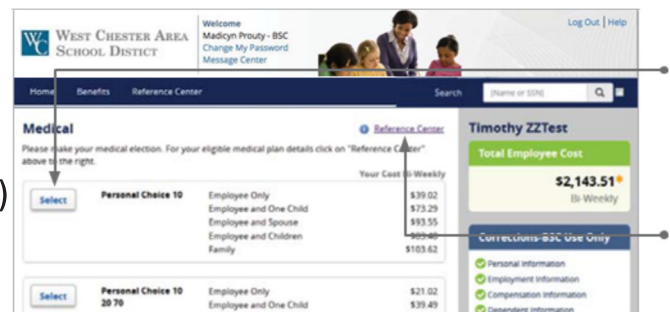 WEST CHESTER AREA
SCHOOL DISTICT
Welcome
Madicyn Prouty - BSC
Change My Password
Message Center
Log Out | Help
Home Benefits Reference Center Search (Name or SSN)
Medical
Reference Center
Please make your medical election. For your eligible medical plan details click on "Reference Center"
above to the right.
Your Cost Bi-Weekly
Select Personal Choice 10
Employee Only $39.02
Employee and One Child $73.29
Employee and Spouse $93.55
Employee and Children
Family $103.62
Select Personal Choice 10
20 70
Employee Only $21.02
Employee and One Child $39.49
Timothy ZZTest
Total Employee Cost
$2,143.51*
Bi-Weekly
Corrections-BSC Use Only
Personal Information
Employment Information
Compensation Information
Dependent Information
)